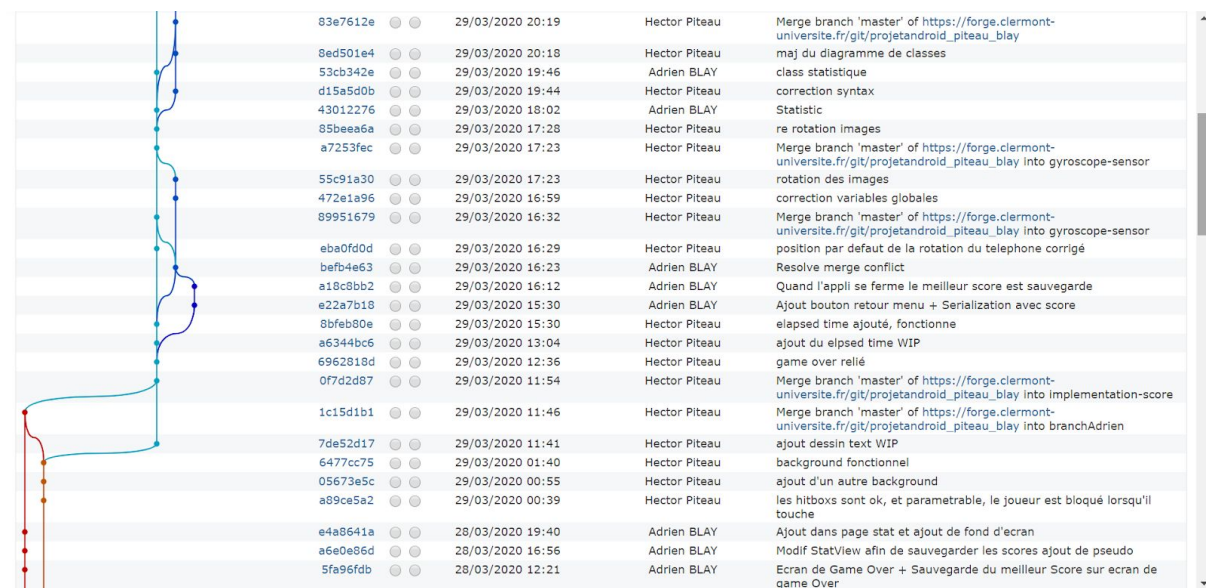 83e7612e 29/03/2020 20:19 Hector Piteau Merge branch 'master' of https://forge.clermont-
universite.fr/git/projetandroid_piteau_blay
8ed501e4 29/03/2020 20:18 Hector Piteau maj du diagramme de classes
53cb342e 29/03/2020 19:46 Adrien BLAY class statistique
d15a5d0b 29/03/2020 19:44 Hector Piteau correction syntax
43012276 29/03/2020 18:02 Adrien BLAY Statistic
85beea6a 29/03/2020 17:28 Hector Piteau re rotation images
a7253fec 29/03/2020 17:23 Hector Piteau Merge branch 'master' of https://forge.clermont-
universite.fr/git/projetandroid_piteau_blay into gyroscope-sensor
55c91a30 29/03/2020 17:23 Hector Piteau rotation des images
472e1a96 29/03/2020 16:59 Hector Piteau correction variables globales
89951679 29/03/2020 16:32 Hector Piteau Merge branch 'master' of https://forge.clermont-
universite.fr/git/projetandroid_piteau_blay into gyroscope-sensor
eba0fd0d 29/03/2020 16:29 Hector Piteau position par defaut de la rotation du telephone corrigé
befb4e63 29/03/2020 16:23 Adrien BLAY Resolve merge conflict
a18c8bb2 29/03/2020 16:12 Adrien BLAY Quand l'appli se ferme le meilleur score est sauvegarde
e22a7b18 29/03/2020 15:30 Adrien BLAY Ajout bouton retour menu + Serialization avec score
8bfeb80e 29/03/2020 15:30 Hector Piteau elapsed time ajouté, fonctionne
a6344bc6 29/03/2020 13:04 Hector Piteau ajout du elpsed time WIP
6962818d 29/03/2020 12:36 Hector Piteau game over relié
0f7d2d87 29/03/2020 11:54 Hector Piteau Merge branch 'master' of https://forge.clermont-
universite.fr/git/projetandroid_piteau_blay into implementation-score
1c15d1b1 29/03/2020 11:46 Hector Piteau Merge branch 'master' of https://forge.clermont-
universite.fr/git/projetandroid_piteau_blay into branchAdrien
7de52d17 29/03/2020 11:41 Hector Piteau ajout dessin text WIP
6477cc75 29/03/2020 01:40 Hector Piteau background fonctionnel
05673e5c 29/03/2020 00:55 Hector Piteau ajout d'un autre background
a89ce5a2 29/03/2020 00:39 Hector Piteau les hitboxs sont ok, et parametrable, le joueur est bloqué lorsqu'il
touche
e4a8641a 28/03/2020 19:40 Adrien BLAY Ajout dans page stat et ajout de fond d'ecran
a6e0e86d 28/03/2020 16:56 Adrien BLAY Modif StatView afin de sauvegarder les scores ajout de pseudo
5fa96fdb 28/03/2020 12:21 Adrien BLAY Ecran de Game Over + Sauvegarde du meilleur Score sur ecran de
game Over